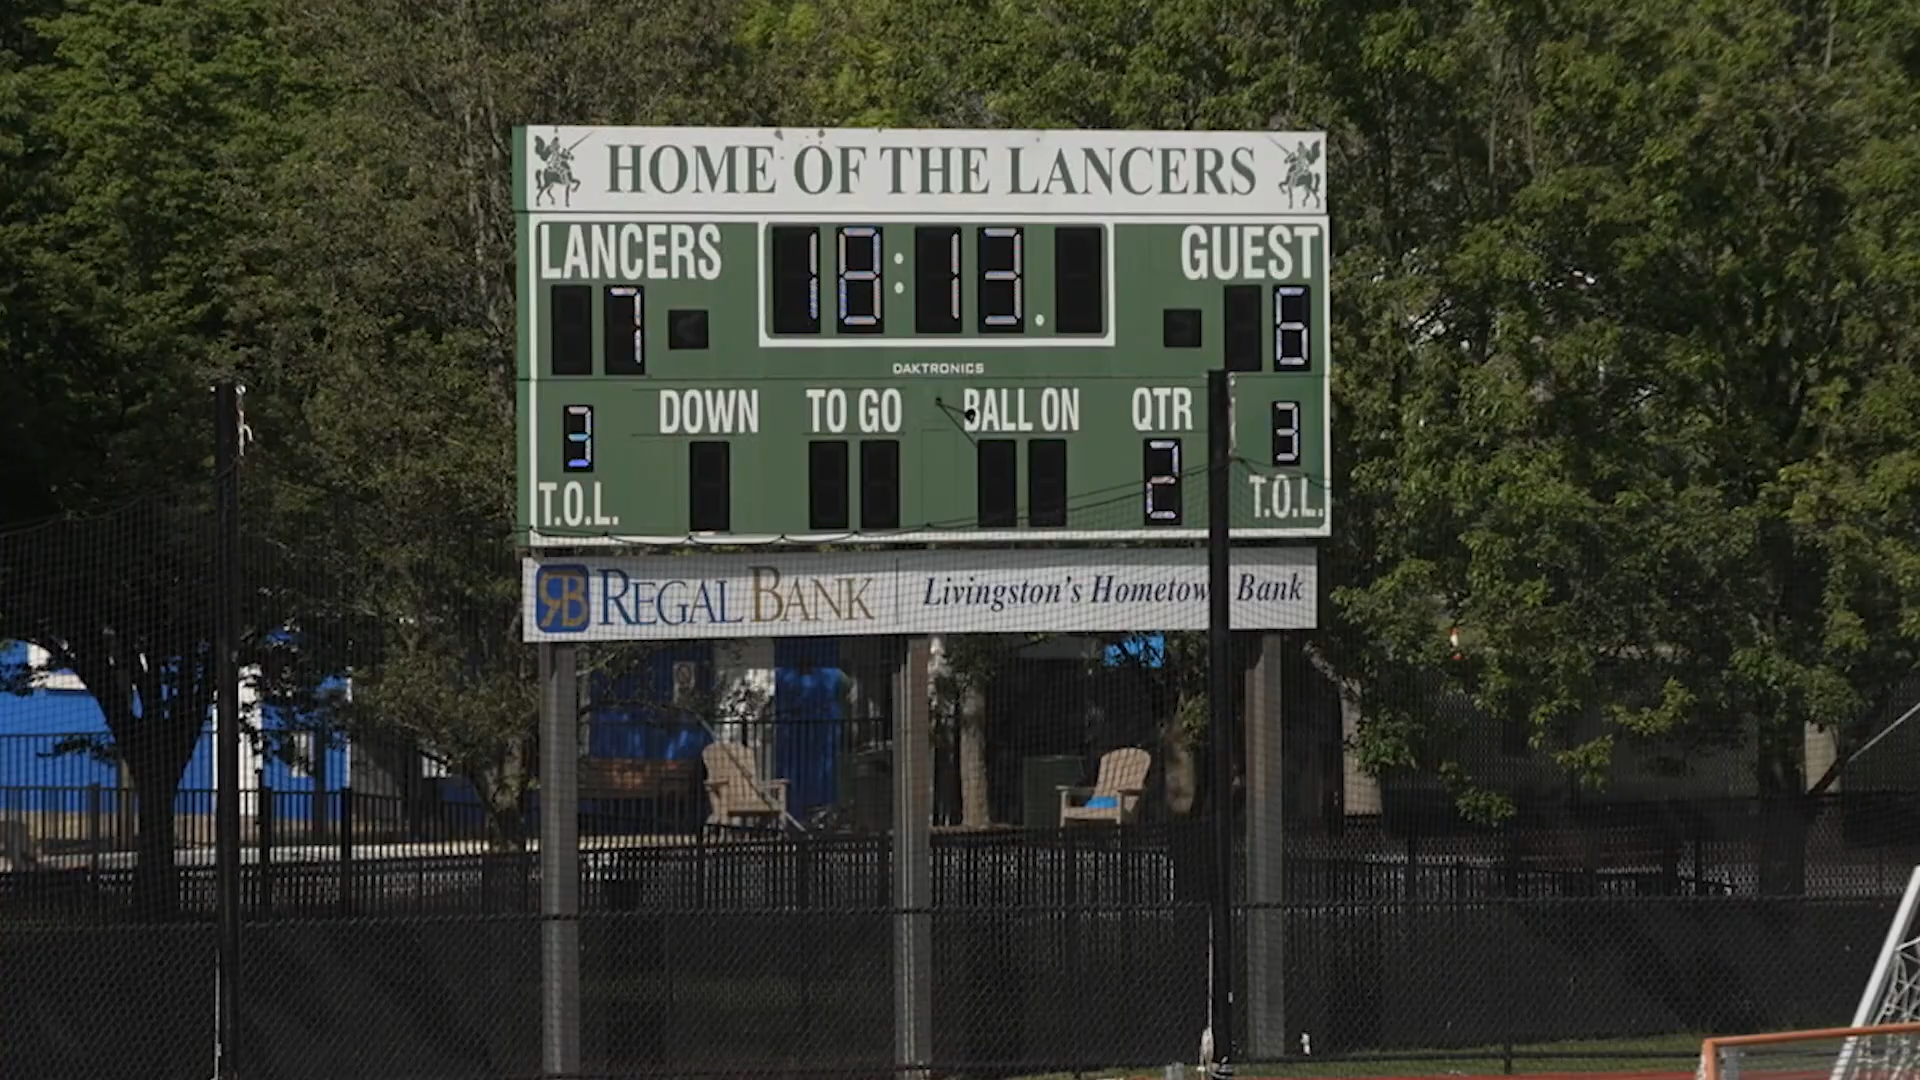 HOME OF THE LANCERS
LANCERS 18:13. GUEST
7 6
DAKTRONICS
DOWN TO GO BALL ON QTR
3 2 3
T.O.L. T.O.L.
RB REGAL BANK Livingston's Hometow Bank